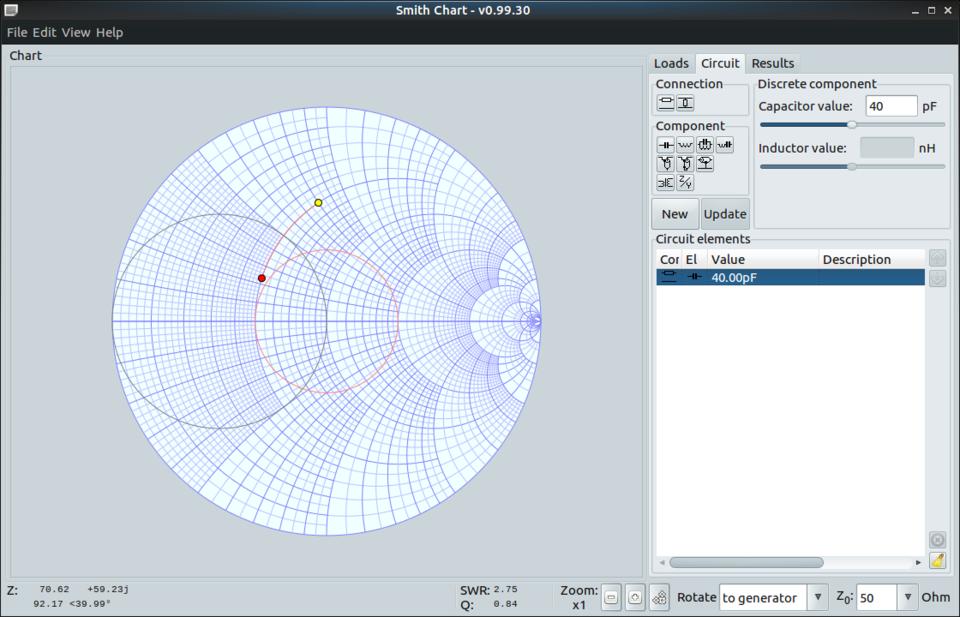 Smith Chart - v0.99.30
File Edit View Help
Chart
Loads Circuit Results
Connection
Component
New Update
Discrete component
Capacitor value: 40 pF
Inductor value: nH
Circuit elements
Cor El Value Description
40.00pF
Z: 70.62 +59.23j
92.17 <39.99°
SWR: 2.75
Q: 0.84
Zoom:
x1
Rotate to generator
Z0: 50 Ohm